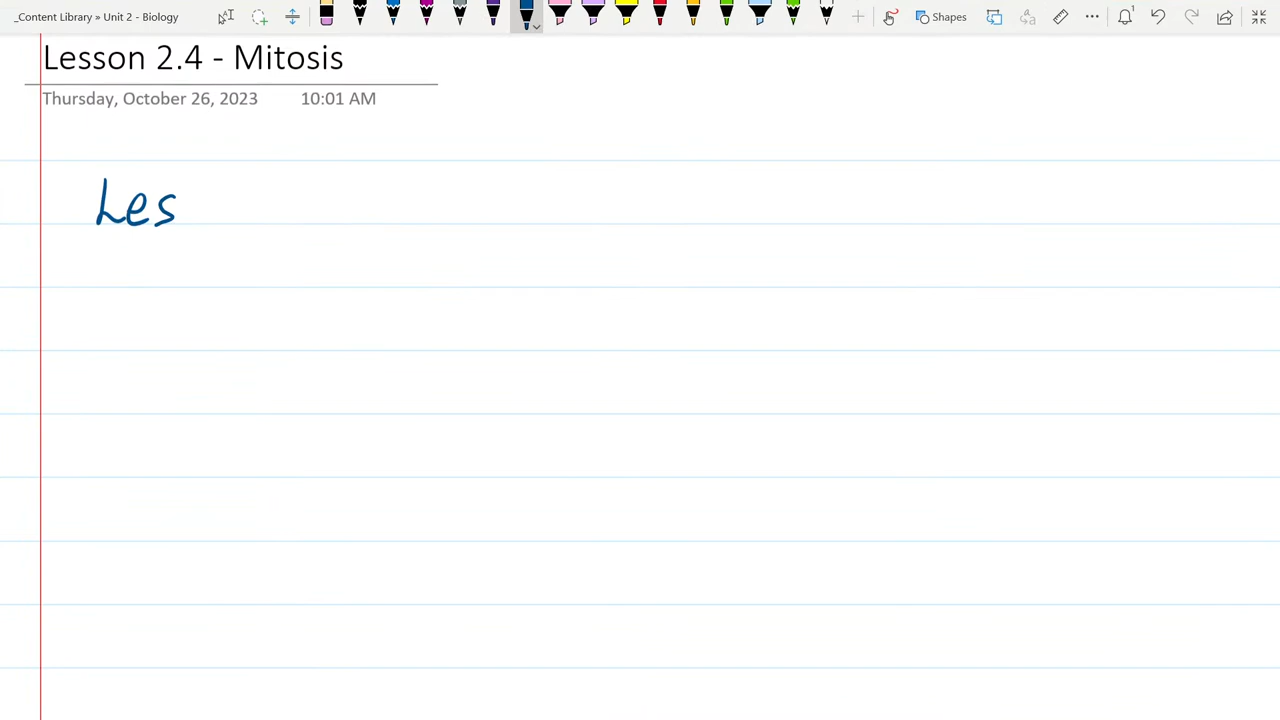 _Content Library » Unit 2 - Biology
Shapes
Lesson 2.4 - Mitosis
Thursday, October 26, 2023 10:01 AM
Les